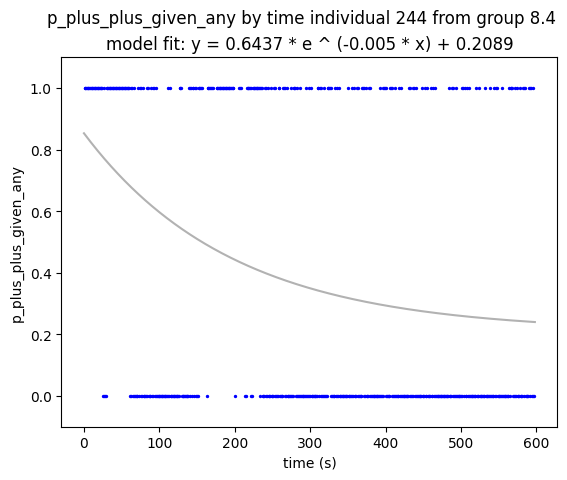 p_plus_plus_given_any by time individual 244 from group 8.4
model fit: y = 0.6437 * e ^ (-0.005 * x) + 0.2089
1.0
0.8
0.6
0.4
0.2
0.0
p_plus_plus_given_any
0 100 200 300 400 500 600
time (s)